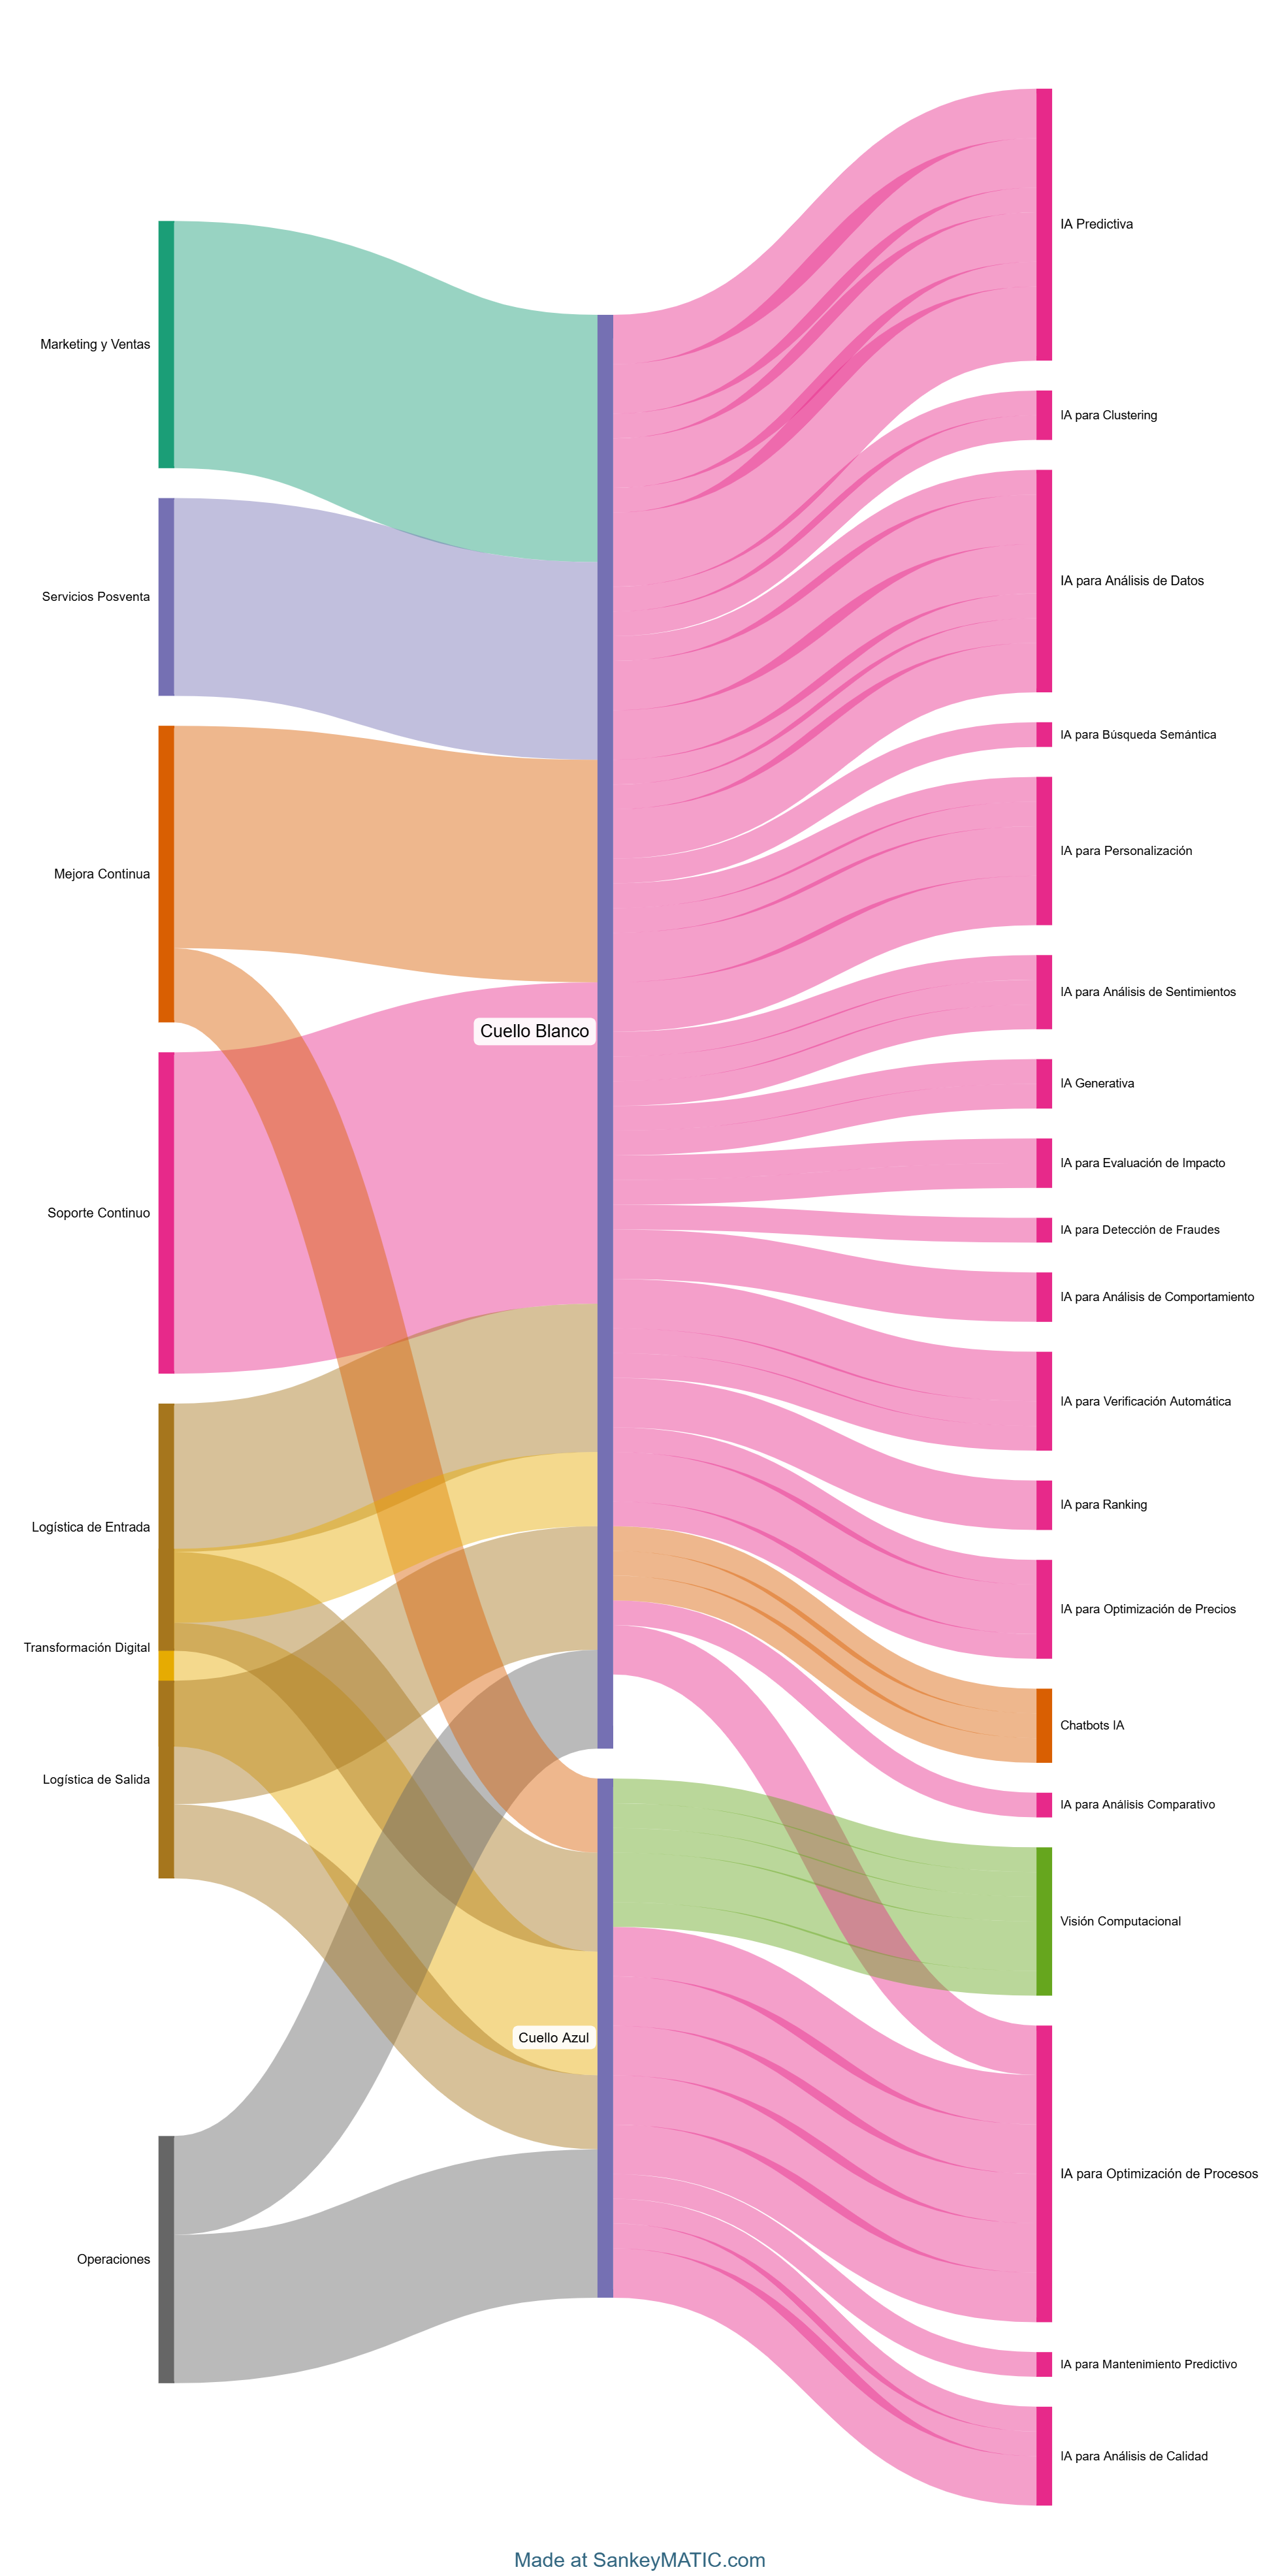 Marketing y Ventas
Servicios Posventa
Mejora Continua
Soporte Continuo
Logística de Entrada
Transformación Digital
Logística de Salida
Operaciones
Cuello Blanco
Cuello Azul
IA Predictiva
IA para Clustering
IA para Análisis de Datos
IA para Búsqueda Semántica
IA para Personalización
IA para Análisis de Sentimientos
IA Generativa
IA para Evaluación de Impacto
IA para Detección de Fraudes
IA para Análisis de Comportamiento
IA para Verificación Automática
IA para Ranking
IA para Optimización de Precios
Chatbots IA
IA para Análisis Comparativo
Visión Computacional
IA para Optimización de Procesos
IA para Mantenimiento Predictivo
IA para Análisis de Calidad
Made at SankeyMATIC.com